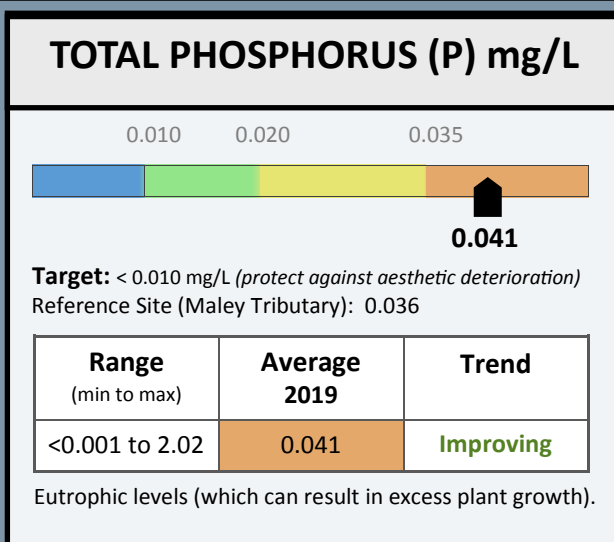 TOTAL PHOSPHORUS (P) mg/L
0.010 0.020 0.035
0.041
Target: < 0.010 mg/L (protect against aesthetic deterioration)
Reference Site (Maley Tributary): 0.036
Range Average Trend
(min to max) 2019
<0.001 to 2.02 0.041 Improving
Eutrophic levels (which can result in excess plant growth).